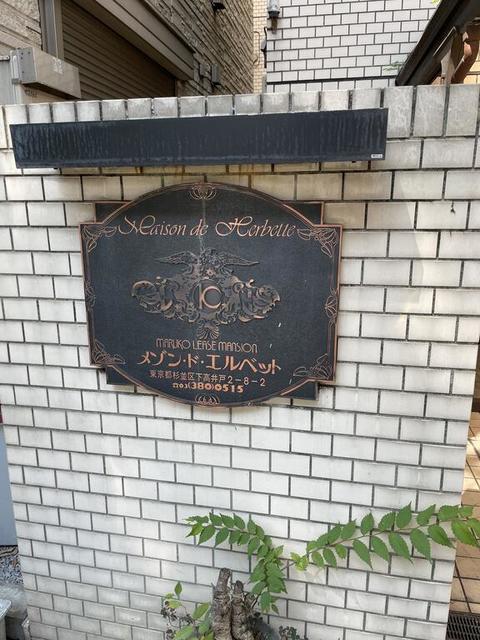 Maison de Herbette
IC
MARUKO LEASE MANSION
メゾン・ド・エルベット
東京都杉並区下高井戸2-8-2
☎03(380)0515